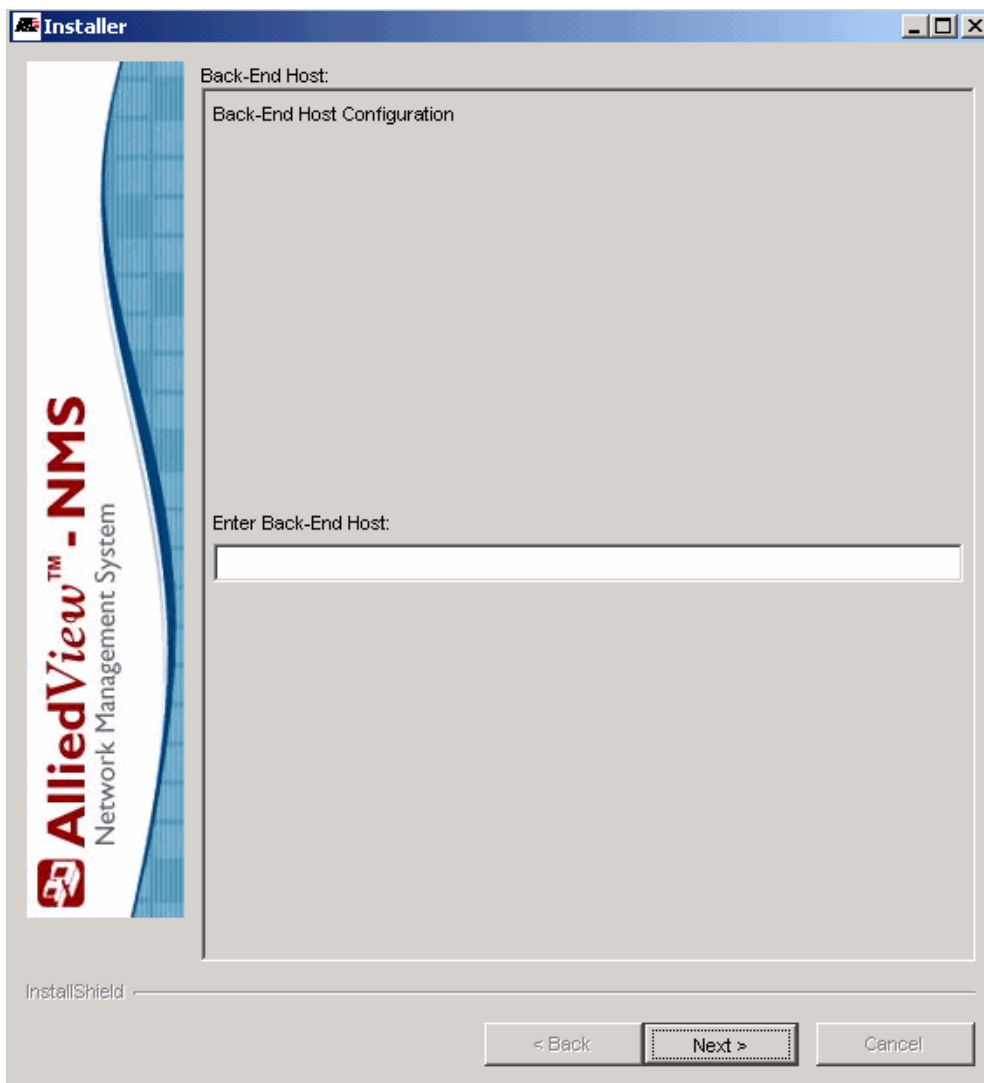 Installer
Back-End Host:
Back-End Host Configuration
Enter Back-End Host:
AlliedView™ - NMS
Network Management System
InstallShield
< Back
Next >
Cancel